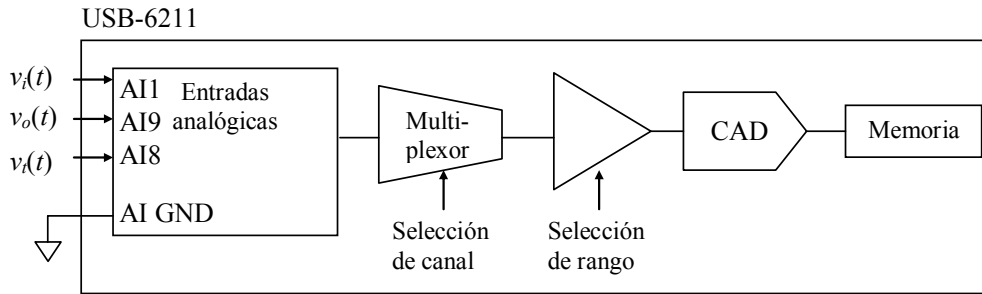 USB-6211
vi(t)
vo(t)
vt(t)
AI1
AI9
AI8
AI GND
Entradas
analógicas
Multi-
plexor
Selección
de canal
Selección
de rango
CAD
Memoria